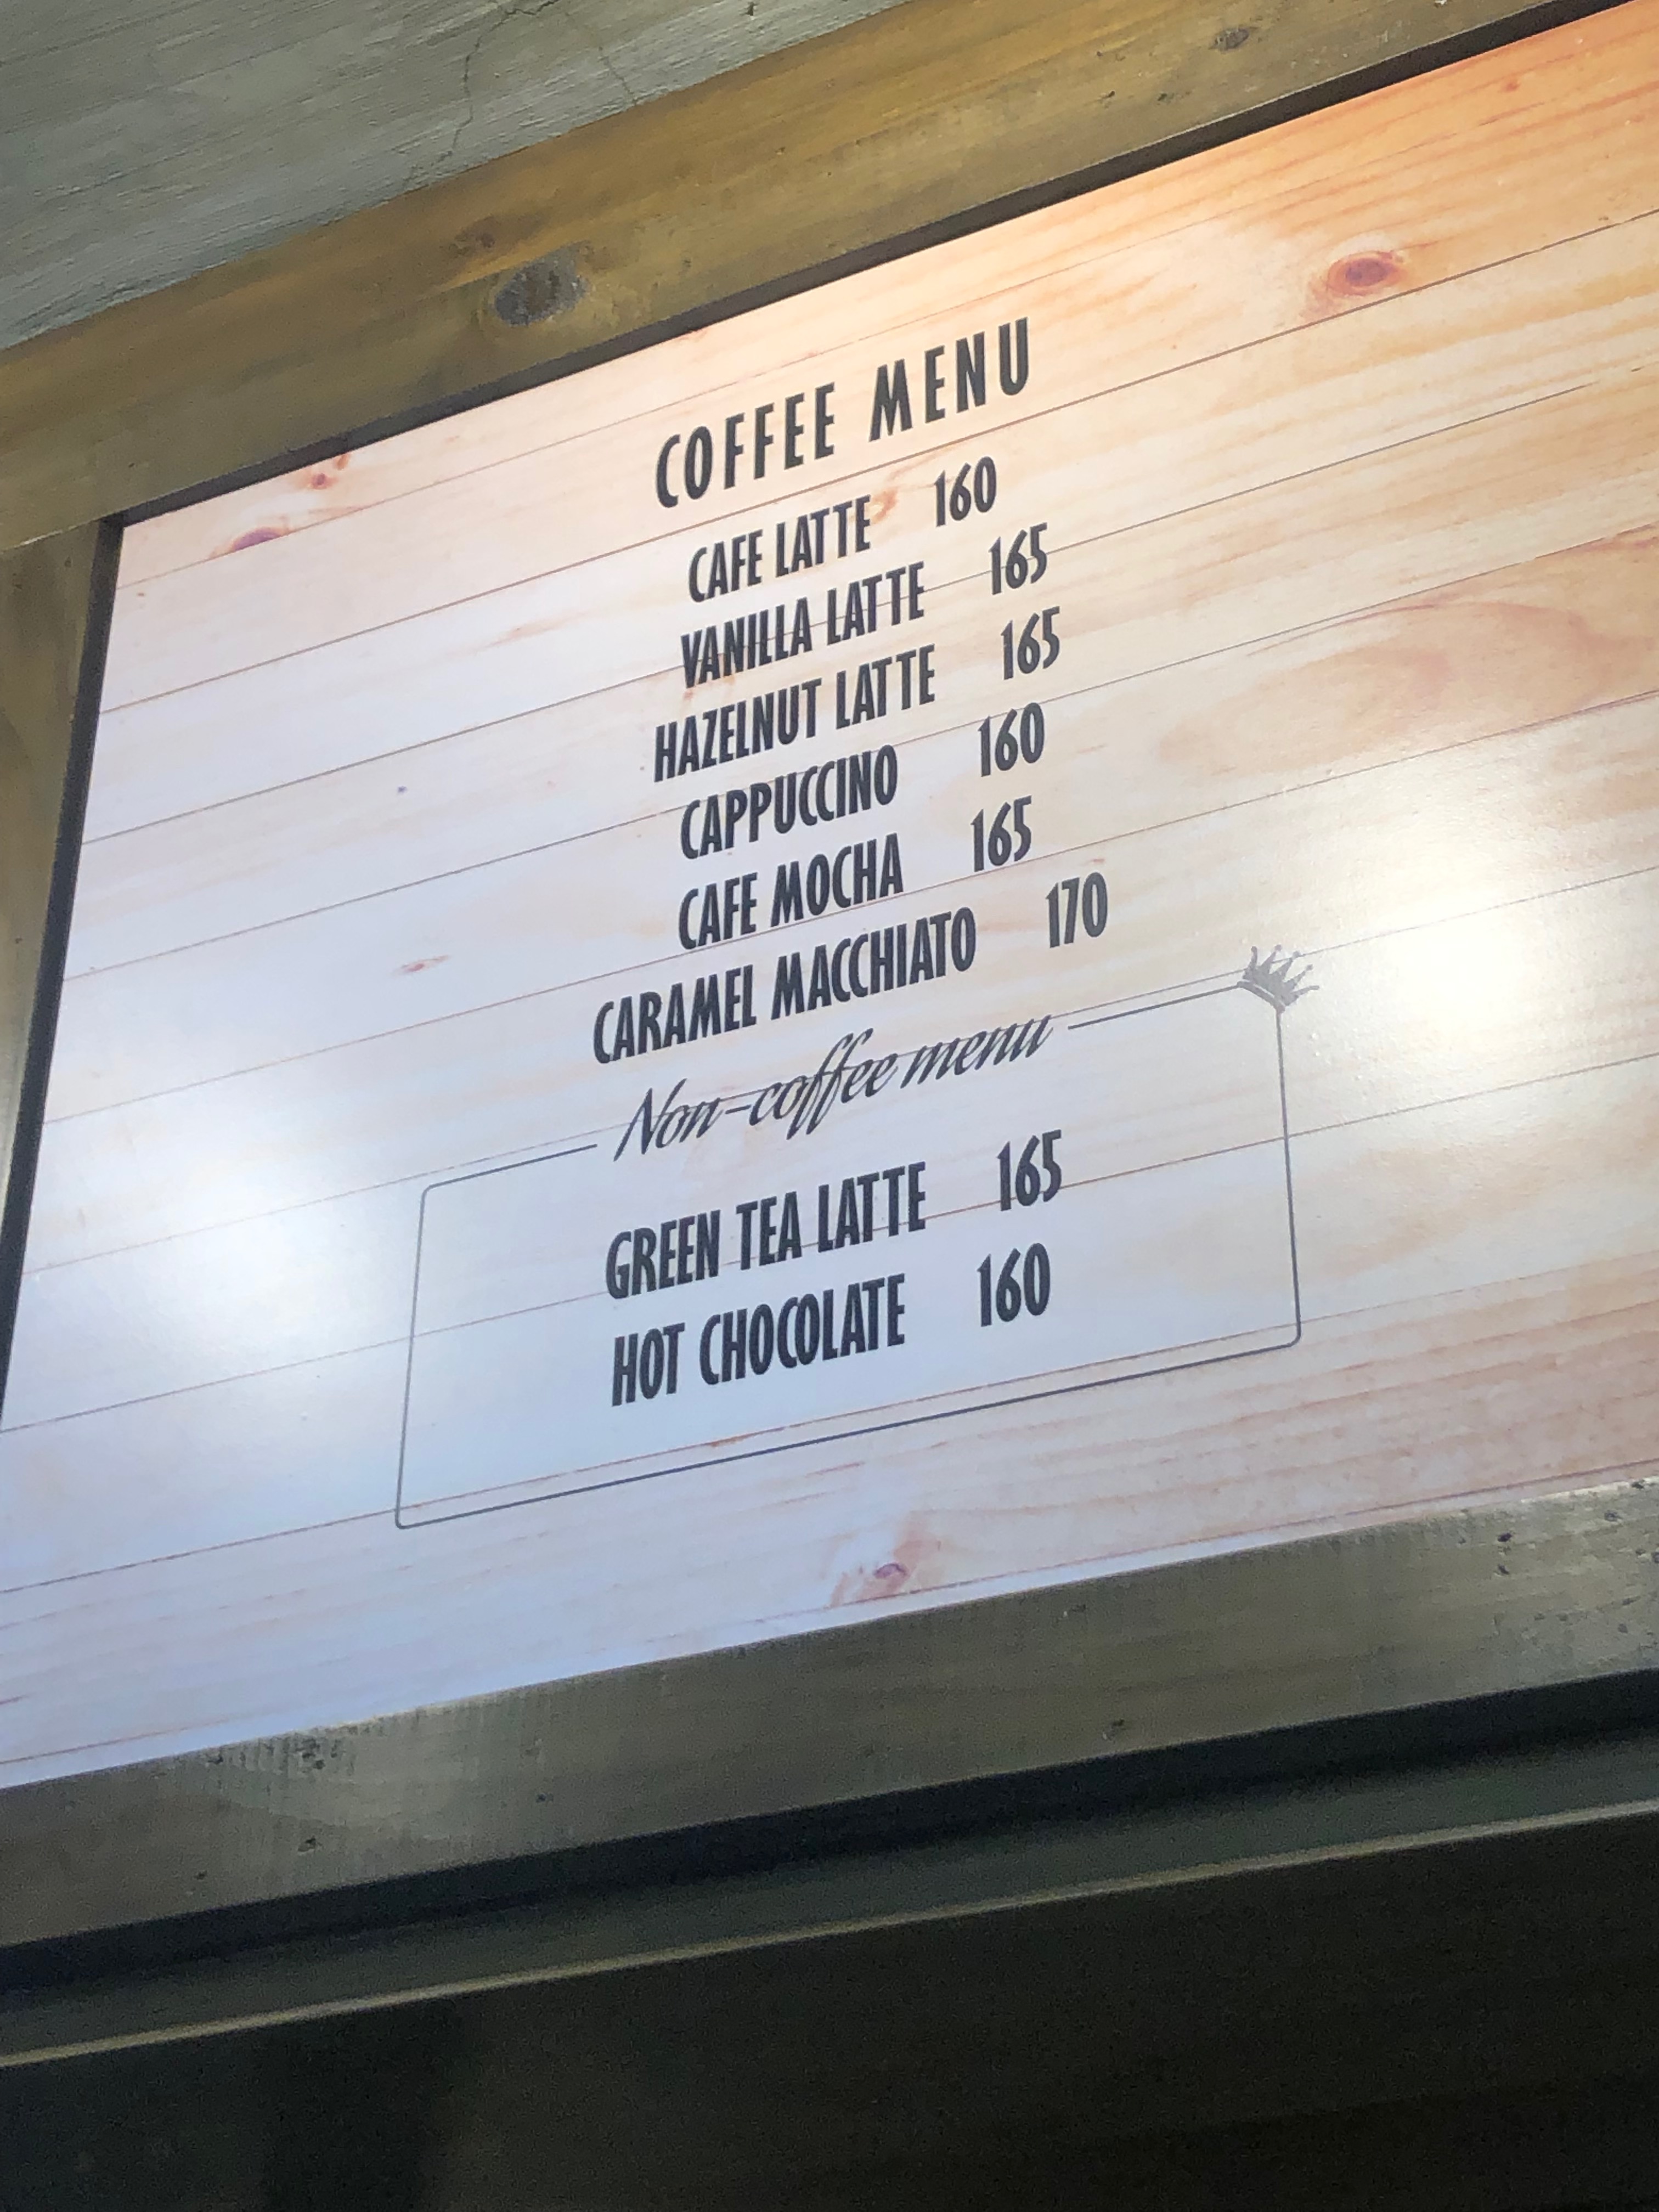 COFFEE MENU
CAFE LATTE 160
VANILLA LATTE 165
HAZELNUT LATTE 165
CAPPUCCINO 160
CAFE MOCHA 165
CARAMEL MACCHIATO 170
Non-coffee menu
GREEN TEA LATTE 165
HOT CHOCOLATE 160